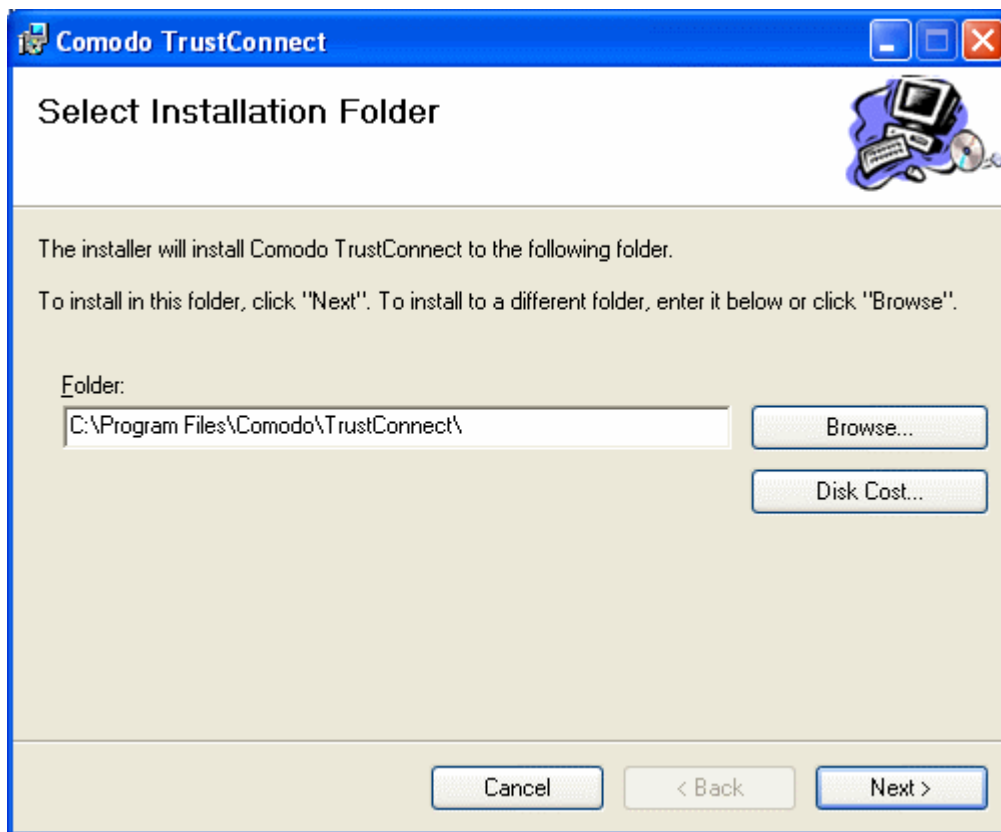 Comodo TrustConnect
Select Installation Folder
The installer will install Comodo TrustConnect to the following folder.
To install in this folder, click "Next". To install to a different folder, enter it below or click "Browse".
Folder:
C:\Program Files\Comodo\TrustConnect\
Browse...
Disk Cost...
Cancel
< Back
Next >